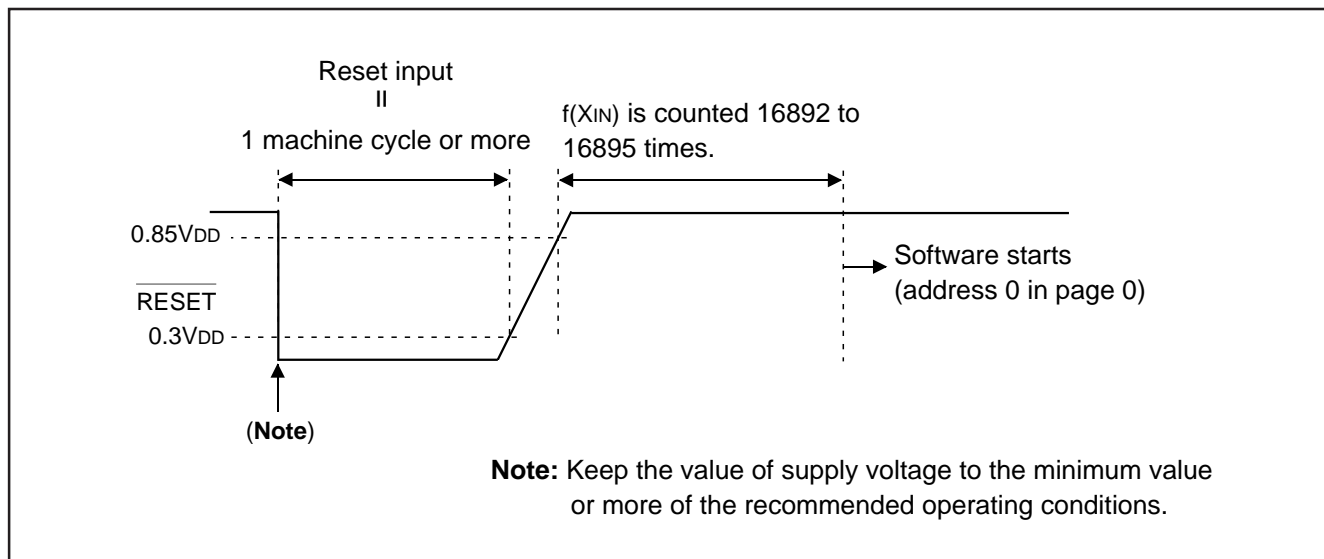 Reset input
=
1 machine cycle or more
f(XIN) is counted 16892 to
16895 times.
0.85VDD
Software starts
(address 0 in page 0)
RESET
0.3VDD
(Note)
Note: Keep the value of supply voltage to the minimum value
or more of the recommended operating conditions.